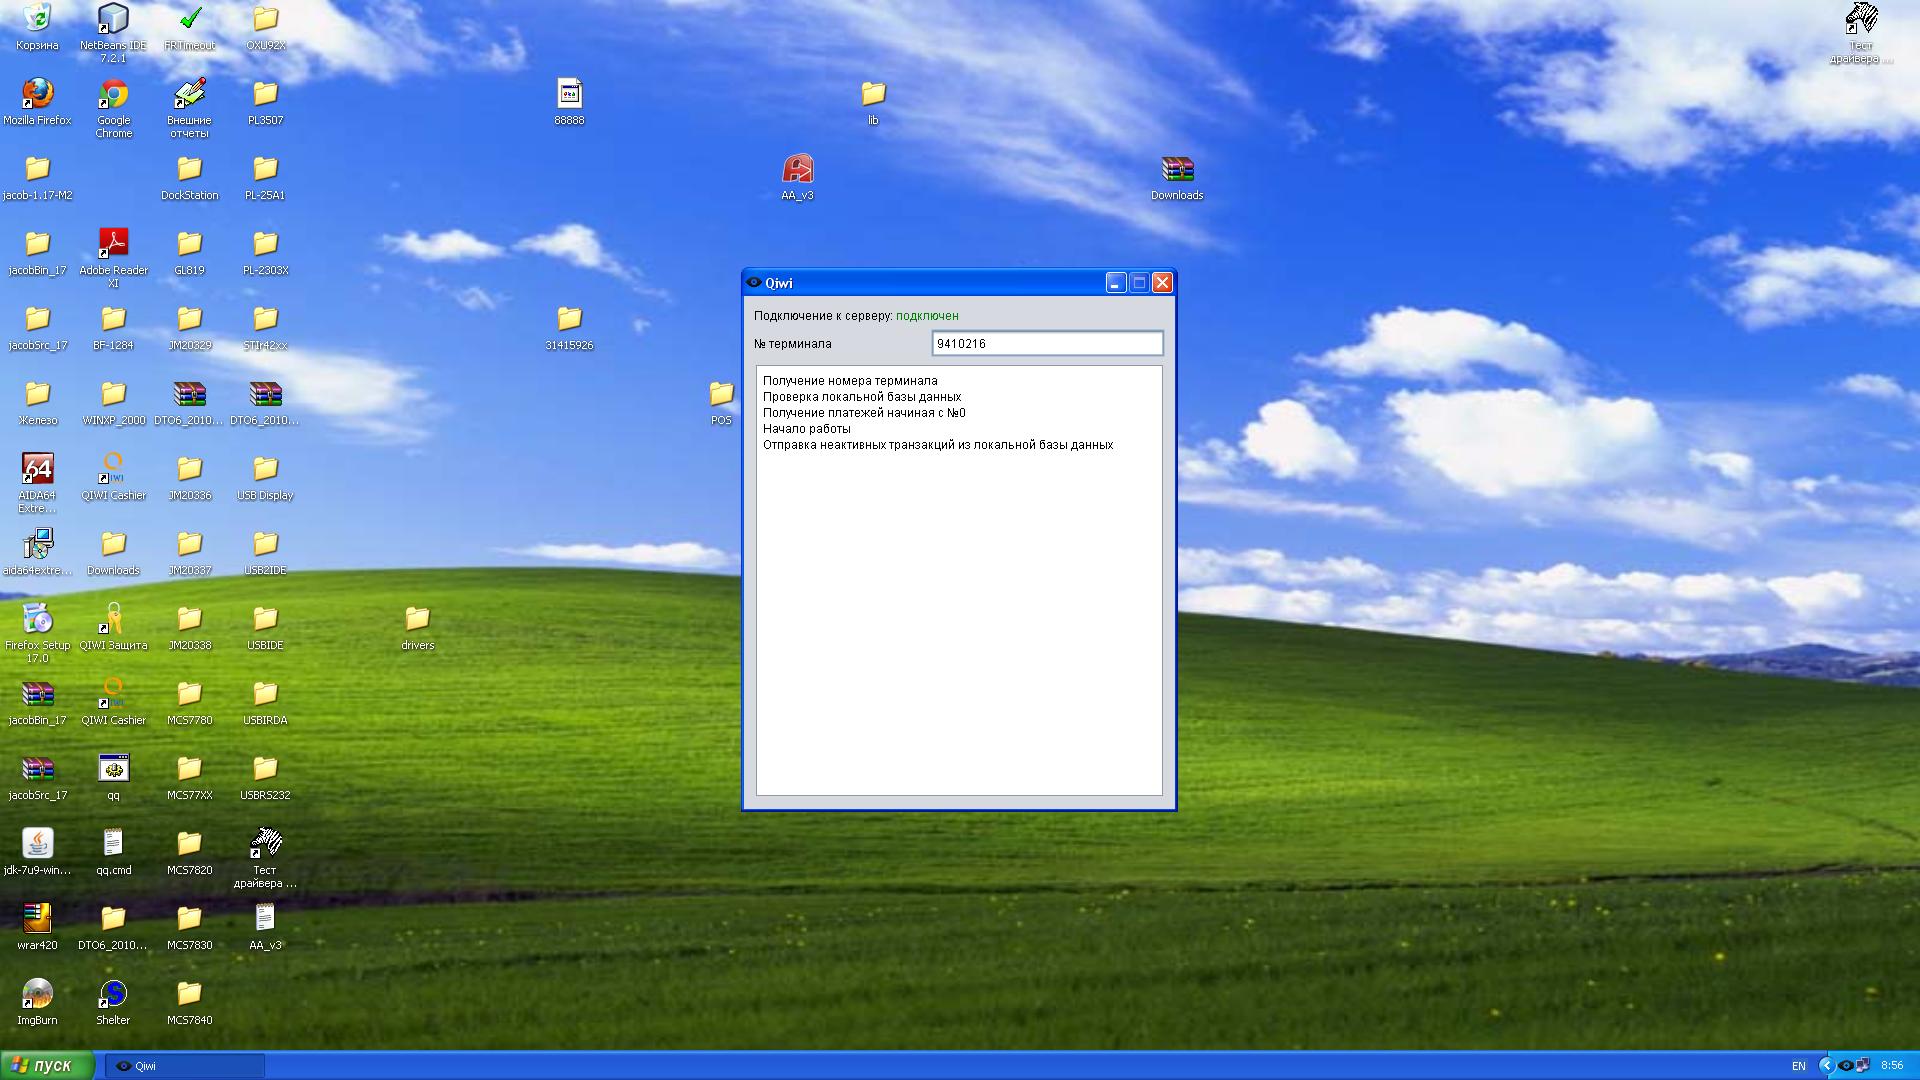 Корзина
NetBeans IDE
7.2.1
FRTimeout
OXU92X
Тест
драйвера ...
Mozilla Firefox
Google
Chrome
Внешние
отчеты
PL3507
88888
lib
jacob-1.17-M2
DockStation
PL-25A1
AA_v3
Downloads
jacobBin_17
Adobe Reader
XI
GL819
PL-2303X
Qiwi
Подключение к серверу: подключен
№ терминала
9410216
Получение номера терминала
Проверка локальной базы данных
Получение платежей начиная с №0
Начало работы
Отправка неактивных транзакций из локальной базы данных
jacobSrc_17
BF-1284
JM20329
STIr42xx
31415926
Железо
WINXP_2000
DTO6_2010...
DTO6_2010...
POS
64
AIDA64
Extre...
QIWI Cashier
JM20336
USB Display
aida64extre...
Downloads
JM20337
USB2IDE
Firefox Setup
17.0
QIWI Защита
JM20338
USBIDE
drivers
jacobBin_17
QIWI Cashier
MCS7780
USBIRDA
jacobSrc_17
qq
MCS77XX
USBRS232
jdk-7u9-win...
qq.cmd
MCS7820
Тест
драйвера ...
wrar420
DTO6_2010...
MCS7830
AA_v3
ImgBurn
Shelter
MCS7840
пуск
Qiwi
EN
8:56